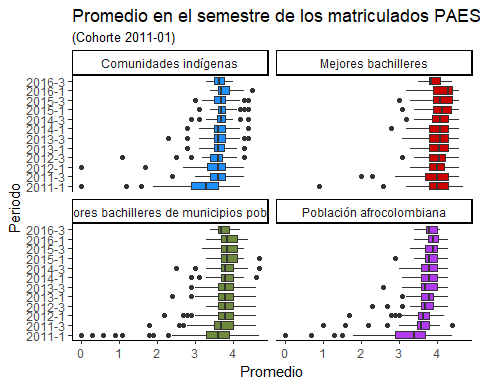 Promedio en el semestre de los matriculados PAES
(Cohorte 2011-01)
Comunidades indígenas
Mejores bachilleres
2016-3
2016-1
2015-3
2015-1
2014-3
2014-1
2013-3
2013-1
2012-3
2012-1
2011-3
2011-1
ores bachilleres de municipios pob
Población afrocolombiana
2016-3
2016-1
2015-3
2015-1
2014-3
2014-1
2013-3
2013-1
2012-3
2012-1
2011-3
2011-1
Periodo
0 1 2 3 4
0 1 2 3 4
Promedio